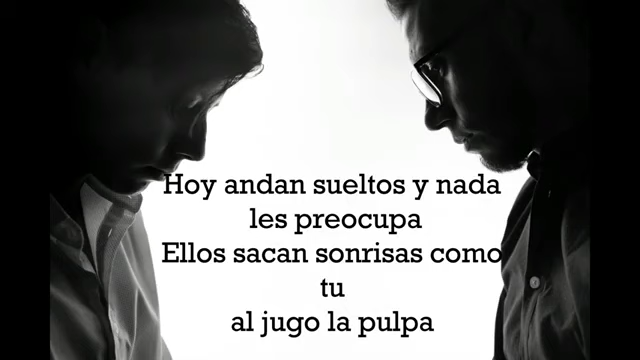 Hoy andan sueltos y nada
les preocupa
Ellos sacan sonrisas como
tu
al jugo la pulpa